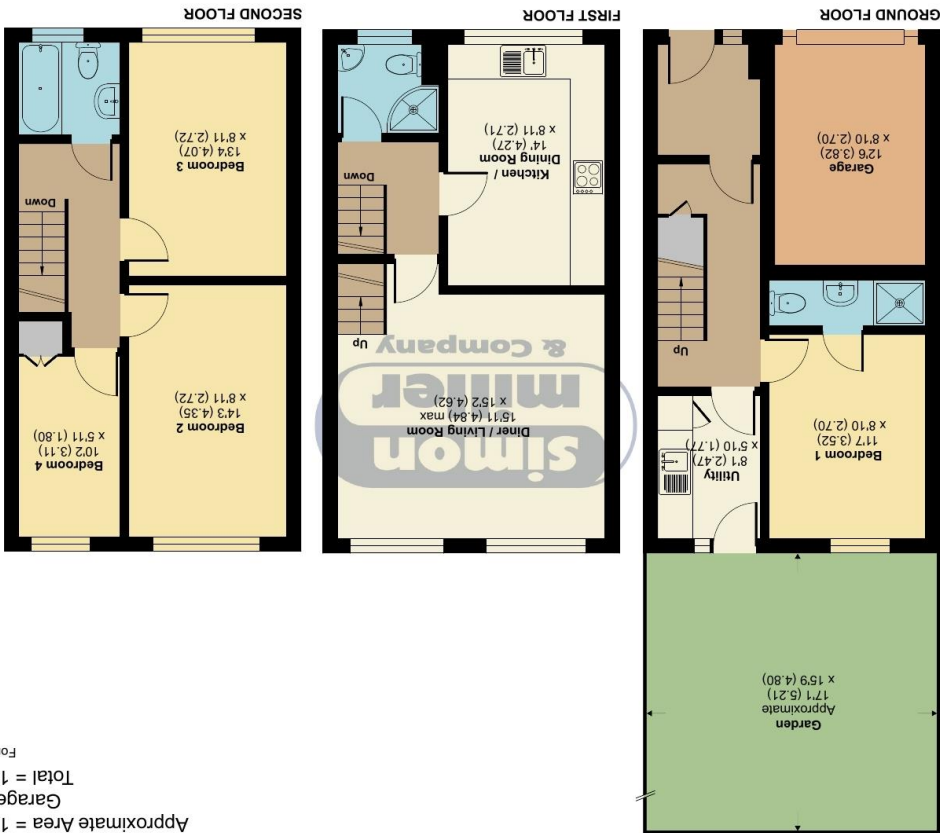 Approximate Area = 1
Garage
Total = 1
For
Garden
Approximate
17'1 (5.21)
x 15'9 (4.80)
Bedroom 1
11'7 (3.52)
x 8'10 (2.70)
Utility
8'1 (2.47)
x 5'10 (1.77)
Up
Garage
12'6 (3.82)
x 8'10 (2.70)
GROUND FLOOR
Diner / Living Room
15'11 (4.84) max
x 15'2 (4.62)
simon
miller
& Company
Up
Down
Kitchen /
Dining Room
14' (4.27)
x 8'11 (2.71)
FIRST FLOOR
Bedroom 4
10'2 (3.11)
x 5'11 (1.80)
Bedroom 2
14'3 (4.35)
x 8'11 (2.72)
Down
Bedroom 3
13'4 (4.07)
x 8'11 (2.72)
SECOND FLOOR